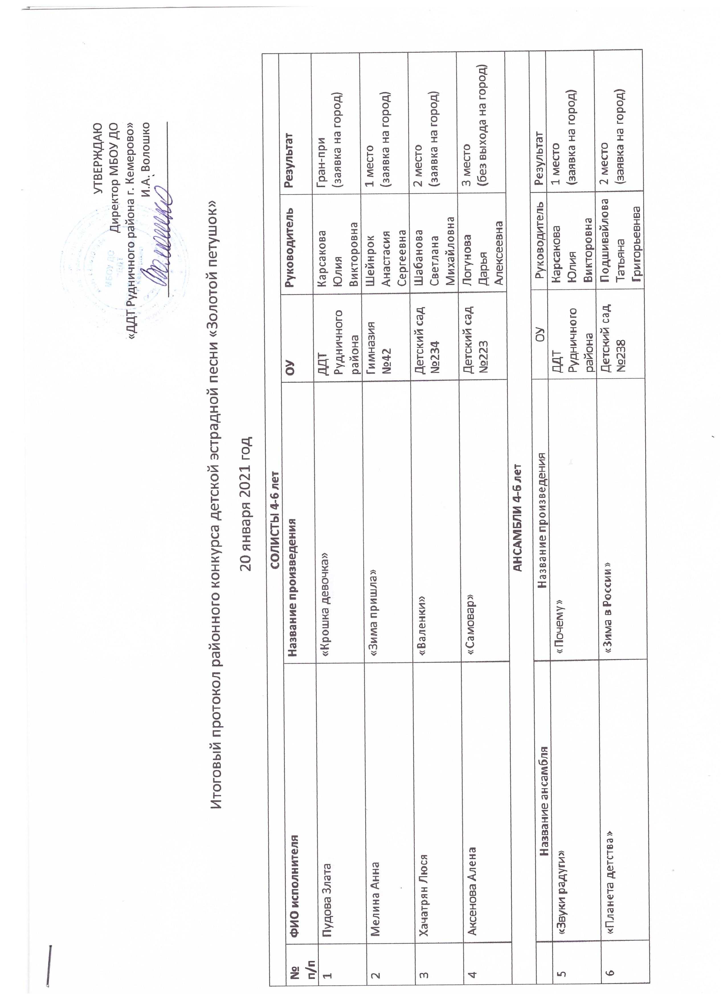 УТВЕРЖДАЮ
Директор МБОУ ДО
«ДДТ Рудничного района г. Кемерово»
И.А. Волошко
МБОУ ДО
Итоговый протокол районного конкурса детской эстрадной песни «Золотой петушок»
20 января 2021 год
СОЛИСТЫ 4-6 лет
№ п/п ФИО исполнителя Название произведения ОУ Руководитель Результат
1 Пудова Злата «Крошка девочка» ДДТ Рудничного района Карсакова Юлия Викторовна Гран-при (заявка на город)
2 Мелина Анна «Зима пришла» Гимназия №42 Шейнрок Анастасия Сергеевна 1 место (заявка на город)
3 Хачатрян Люся «Валенки» Детский сад №234 Шабанова Светлана Михайловна 2 место (заявка на город)
4 Аксенова Алена «Самовар» Детский сад №223 Логунова Дарья Алексеевна 3 место (без выхода на город)
АНСАМБЛИ 4-6 лет
Название ансамбля Название произведения ОУ Руководитель Результат
5 «Звуки радуги» «Почему» ДДТ Рудничного района Карсакова Юлия Викторовна 1 место (заявка на город)
6 «Планета детства» «Зима в России» Детский сад №238 Подшивайлова Татьяна Григорьевнва 2 место (заявка на город)